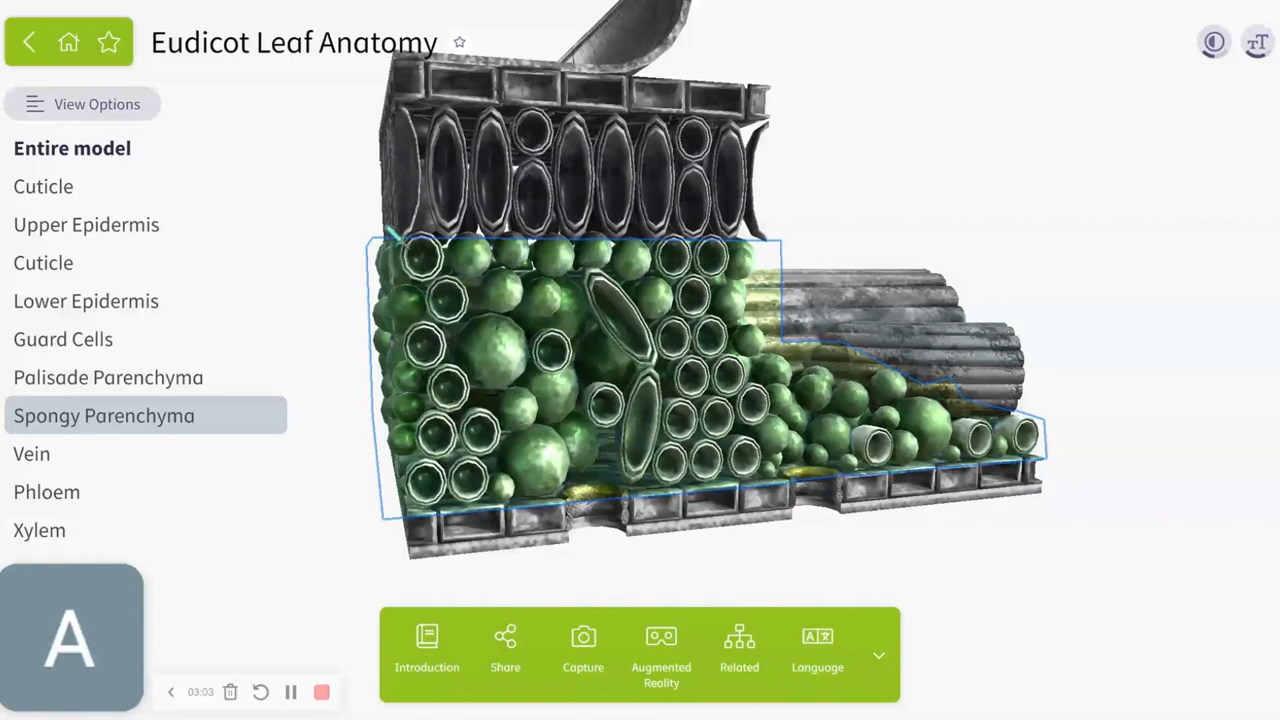 Eudicot Leaf Anatomy
TT
View Options
Entire model
Cuticle
Upper Epidermis
Cuticle
Lower Epidermis
Guard Cells
Palisade Parenchyma
Spongy Parenchyma
Vein
Phloem
Xylem
A
03:03
Introduction
Share
Capture
Augmented
Reality
Related
A
Language